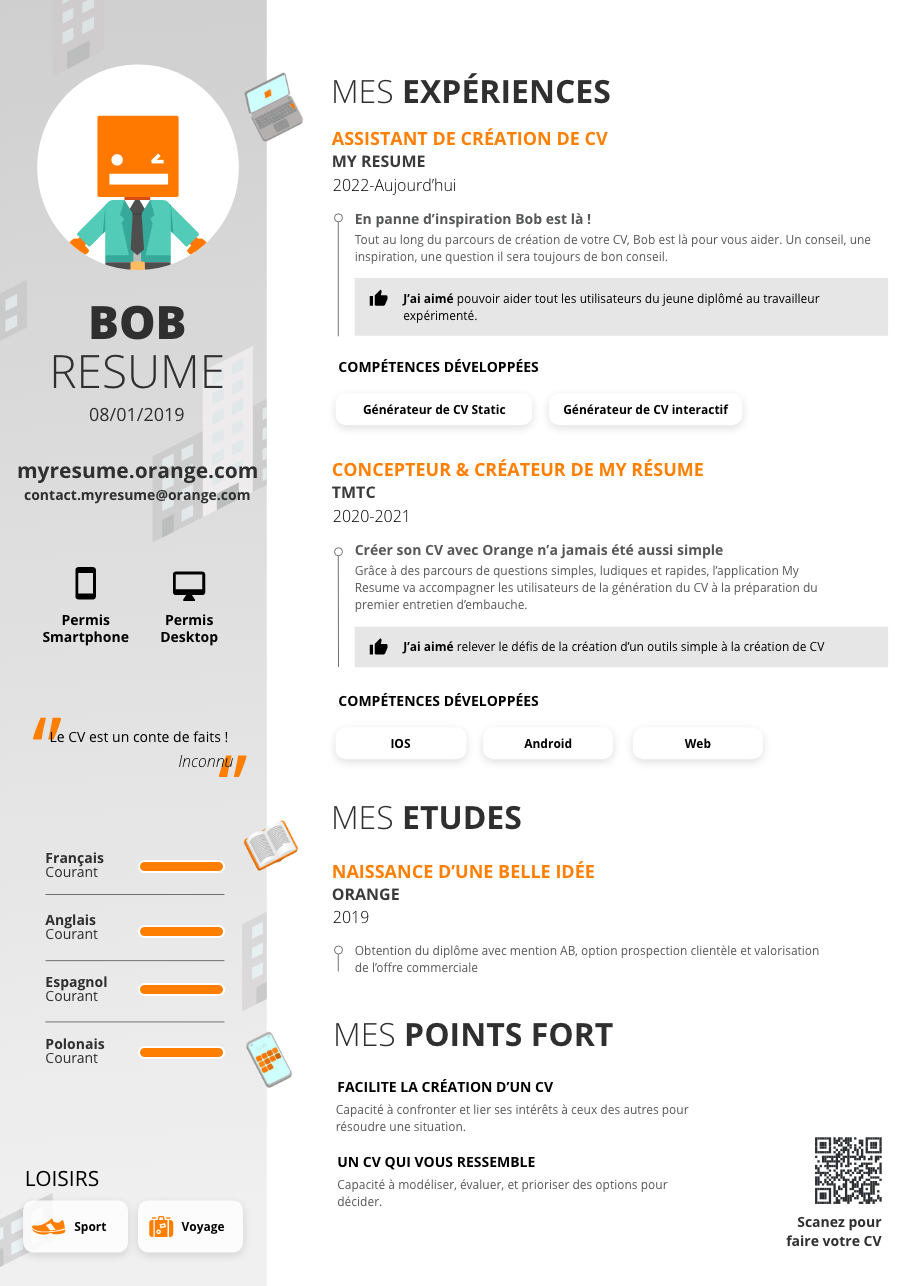 BOB
RESUME
08/01/2019
myresume.orange.com
contact.myresume@orange.com
Permis
Smartphone
Permis
Desktop
Le CV est un conte de faits !
Inconnu
Français
Courant
Anglais
Courant
Espagnol
Courant
Polonais
Courant
LOISIRS
Sport
Voyage
MES EXPÉRIENCES
ASSISTANT DE CRÉATION DE CV
MY RESUME
2022-Aujourd’hui
En panne d’inspiration Bob est là !
Tout au long du parcours de création de votre CV, Bob est là pour vous aider. Un conseil, une
inspiration, une question il sera toujours de bon conseil.
J’ai aimé pouvoir aider tout les utilisateurs du jeune diplômé au travailleur
expérimenté.
COMPÉTENCES DÉVELOPPÉES
Générateur de CV Static
Générateur de CV interactif
CONCEPTEUR & CRÉATEUR DE MY RÉSUME
TMTC
2020-2021
Créer son CV avec Orange n’a jamais été aussi simple
Grâce à des parcours de questions simples, ludiques et rapides, l’application My
Resume va accompagner les utilisateurs de la génération du CV à la préparation du
premier entretien d’embauche.
J’ai aimé relever le défis de la création d’un outils simple à la création de CV
COMPÉTENCES DÉVELOPPÉES
IOS
Android
Web
MES ETUDES
NAISSANCE D’UNE BELLE IDÉE
ORANGE
2019
Obtention du diplôme avec mention AB, option prospection clientèle et valorisation
de l’offre commerciale
MES POINTS FORT
FACILITE LA CRÉATION D’UN CV
Capacité à confronter et lier ses intérêts à ceux des autres pour
résoudre une situation.
UN CV QUI VOUS RESSEMBLE
Capacité à modéliser, évaluer, et prioriser des options pour
décider.
Scanez pour
faire votre CV